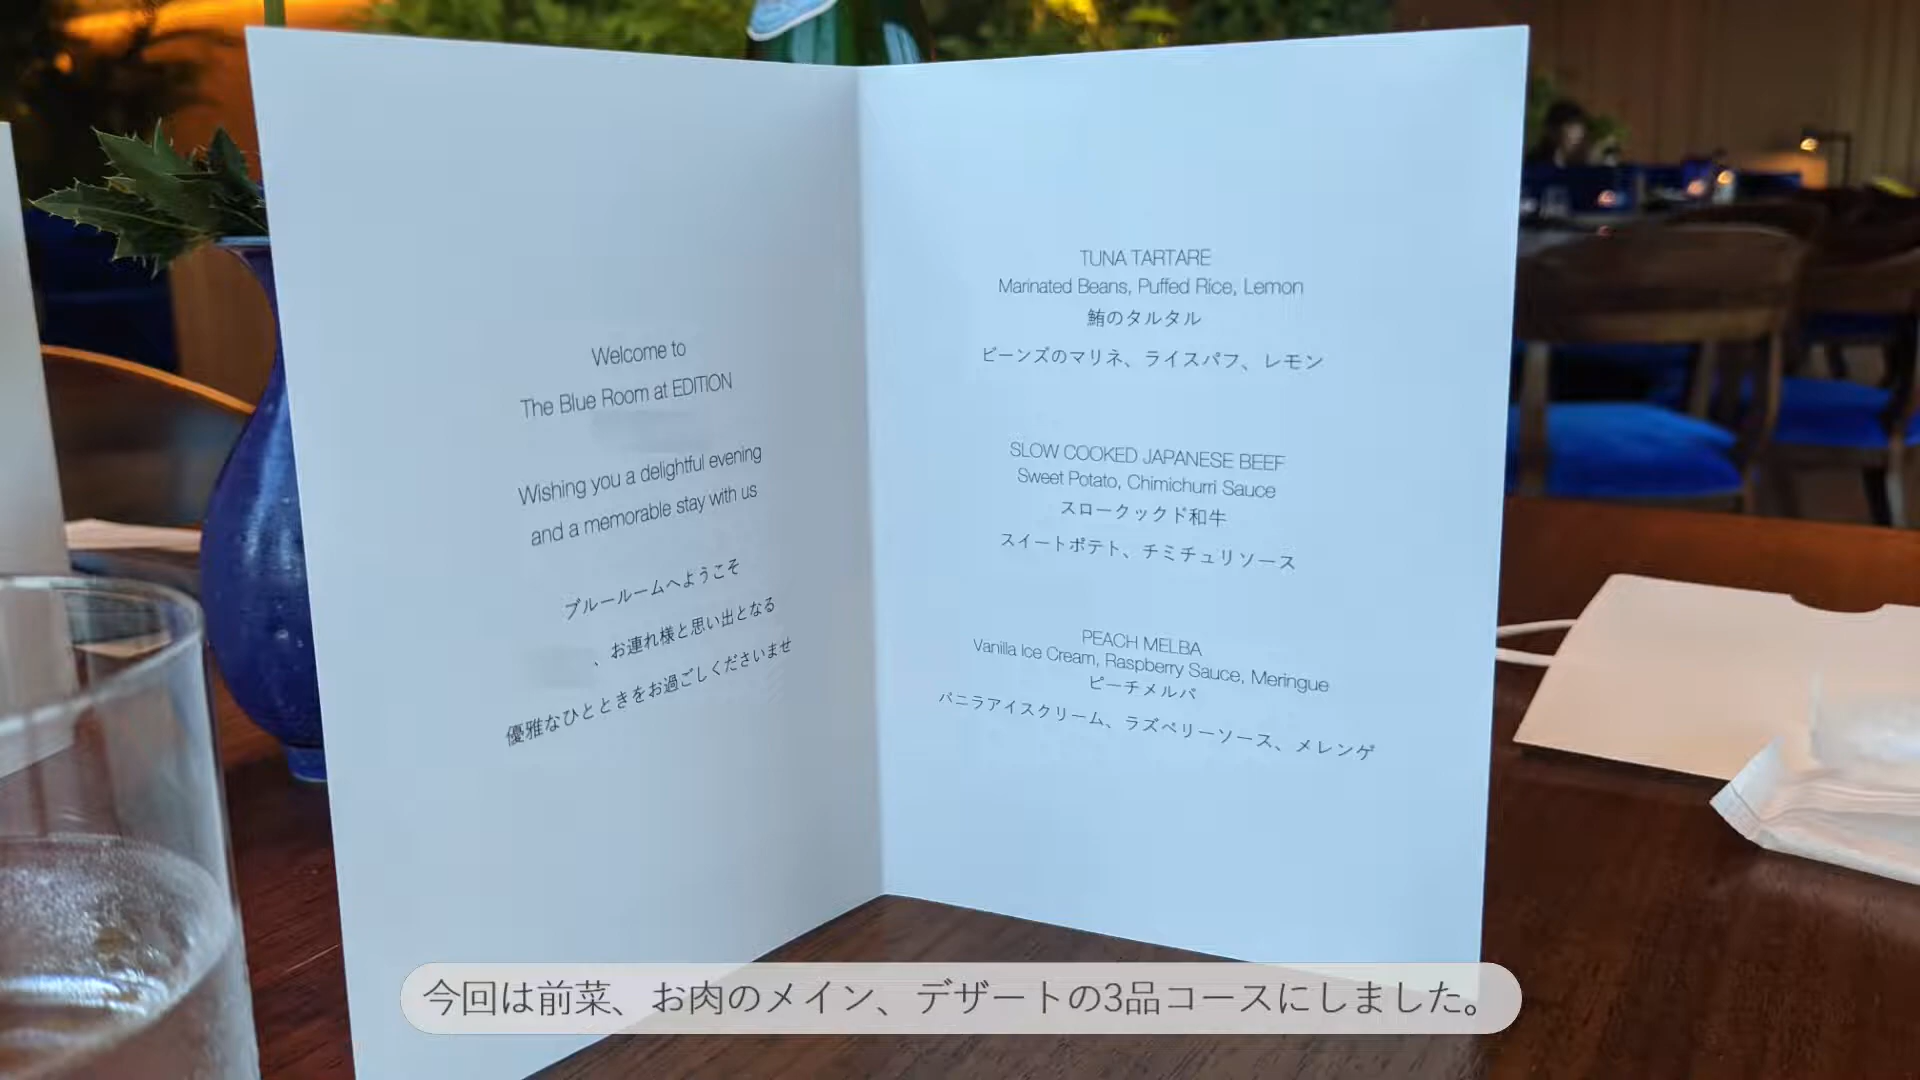 Welcome to
The Blue Room at EDITION
Wishing you a delightful evening
and a memorable stay with us
ブルールームへようこそ
、お連れ様と思い出となる
優雅なひとときをお過ごしくださいませ
TUNA TARTARE
Marinated Beans, Puffed Rice, Lemon
鮪のタルタル
ビーンズのマリネ、ライスパフ、レモン
SLOW COOKED JAPANESE BEEF
Sweet Potato, Chimichurri Sauce
スロークックド和牛
スイートポテト、チミチュリソース
PEACH MELBA
Vanilla Ice Cream, Raspberry Sauce, Meringue
ピーチメルバ
バニラアイスクリーム、ラズベリーソース、メレンゲ
今回は前菜、お肉のメイン、デザートの3品コースにしました。